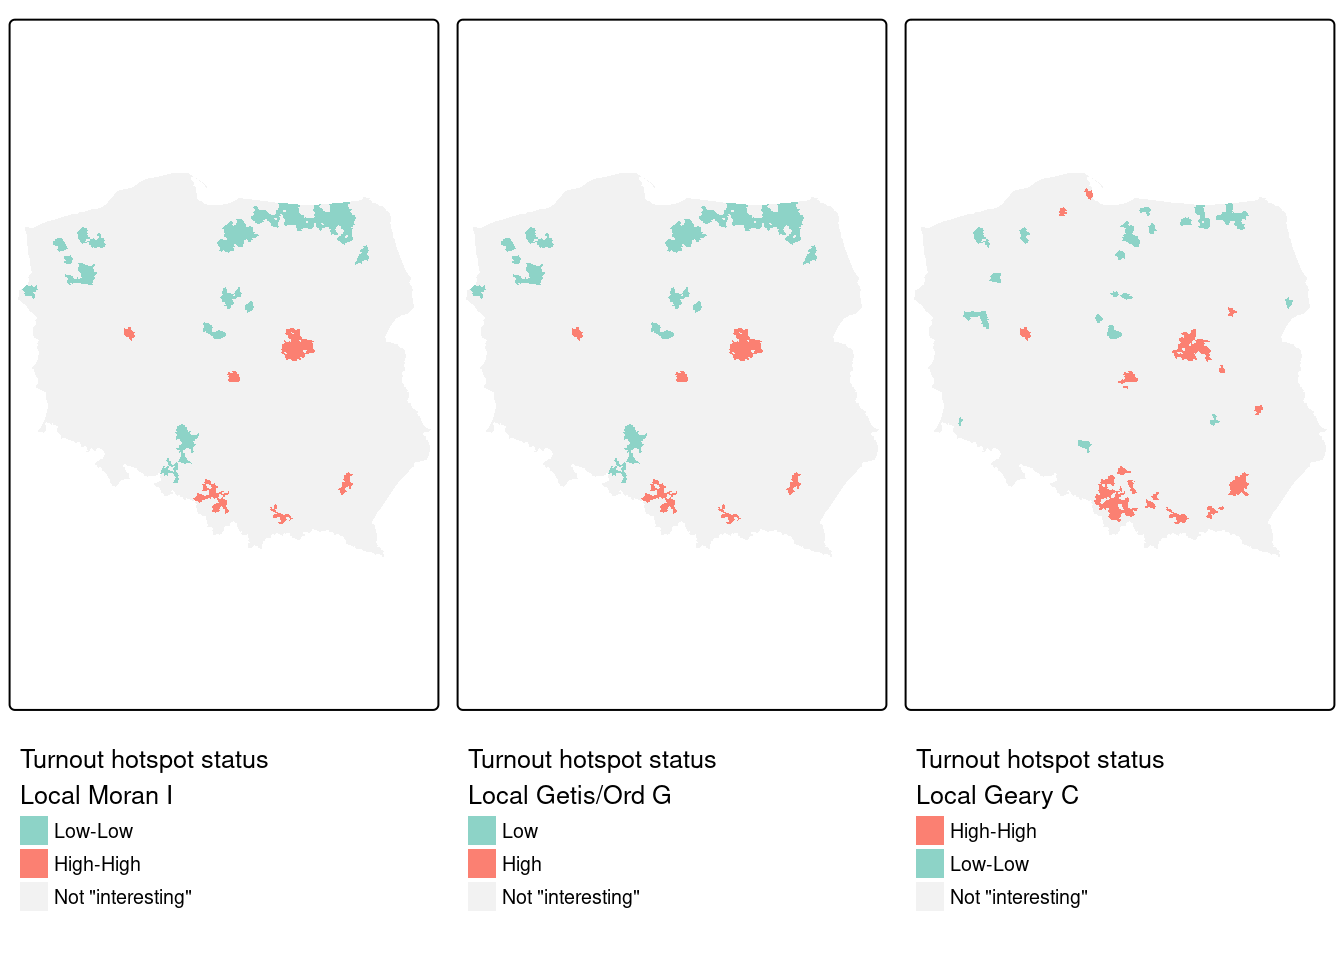 Turnout hotspot status
Local Moran I
Low-Low
High-High
Not "interesting"
Turnout hotspot status
Local Getis/Ord G
Low
High
Not "interesting"
Turnout hotspot status
Local Geary C
High-High
Low-Low
Not "interesting"